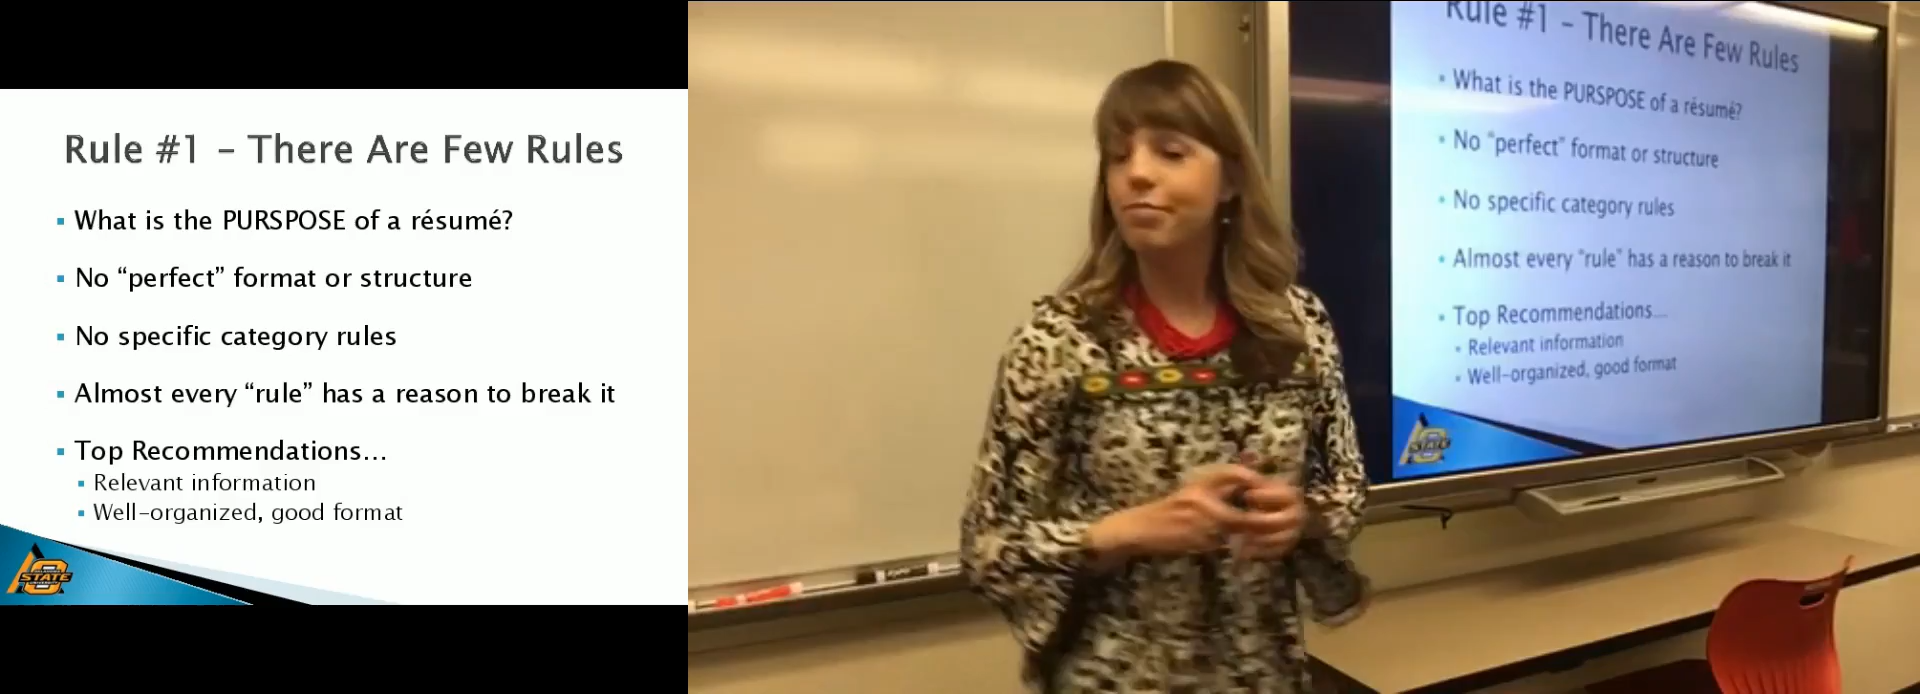 Rule #1 – There Are Few Rules
What is the PURSPOSE of a résumé?
No “perfect” format or structure
No specific category rules
Almost every “rule” has a reason to break it
Top Recommendations...
Relevant information
Well-organized, good format
STATE
Rule #1 – There Are Few Rules
What is the PURSPOSE of a résumé?
No “perfect” format or structure
No specific category rules
Almost every “rule” has a reason to break it
Top Recommendations...
Relevant information
Well-organized, good format
STATE